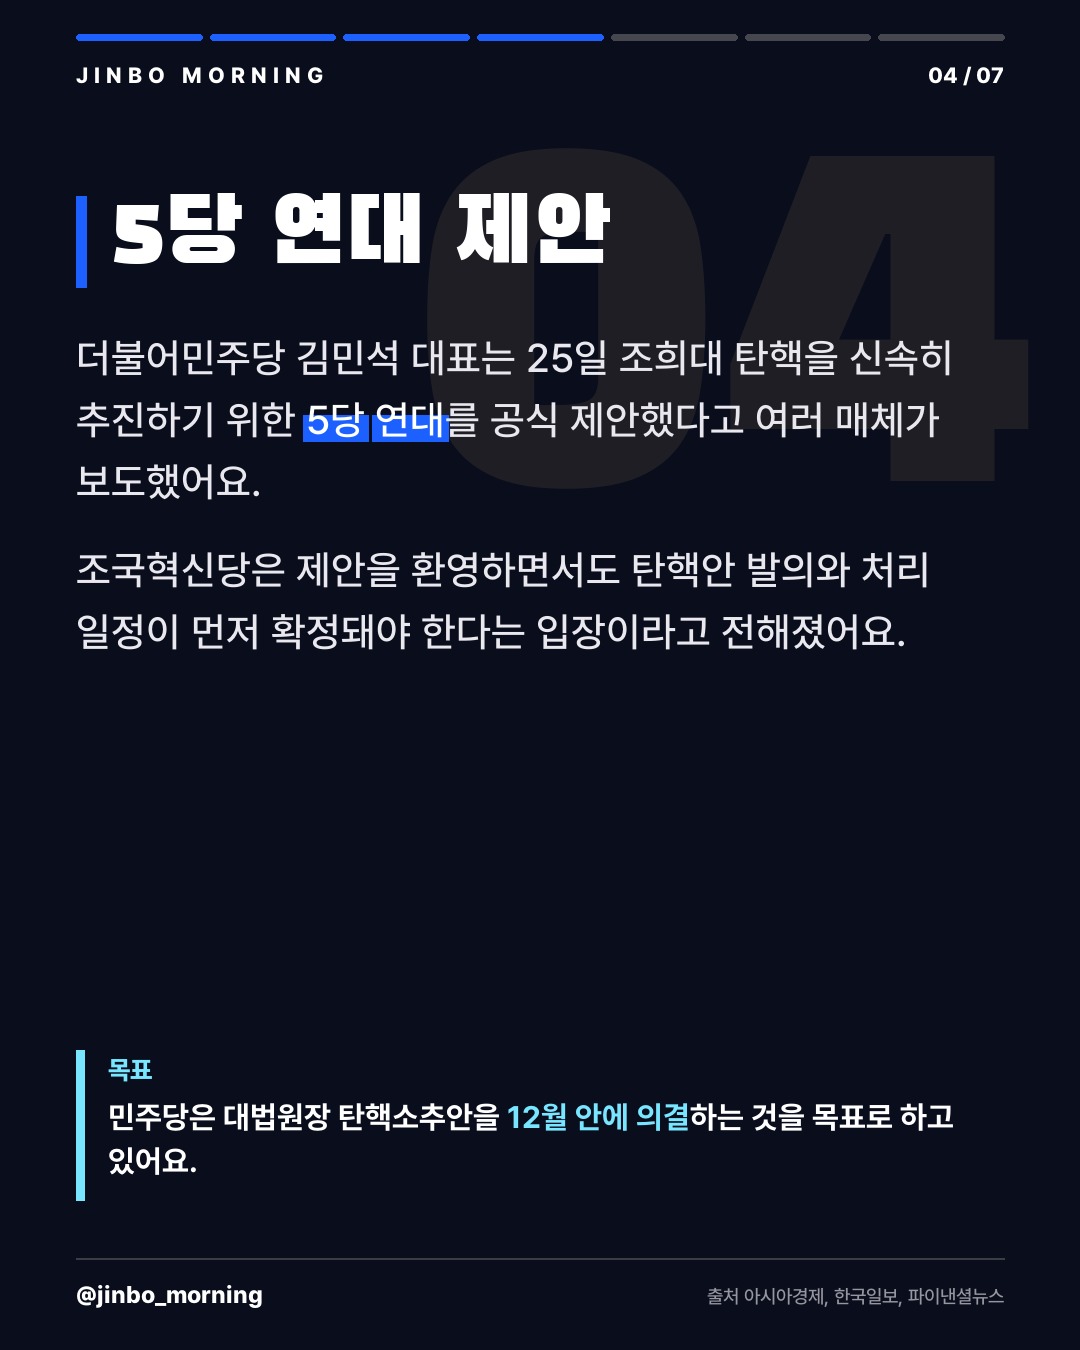 JINBO MORNING
04 / 07
04
5당 연대 제안
더불어민주당 김민석 대표는 25일 조희대 탄핵을 신속히
추진하기 위한 5당 연대를 공식 제안했다고 여러 매체가
보도했어요.
조국혁신당은 제안을 환영하면서도 탄핵안 발의와 처리
일정이 먼저 확정돼야 한다는 입장이라고 전해졌어요.
목표
민주당은 대법원장 탄핵소추안을 12월 안에 의결하는 것을 목표로 하고
있어요.
@jinbo_morning
출처 아시아경제, 한국일보, 파이낸셜뉴스